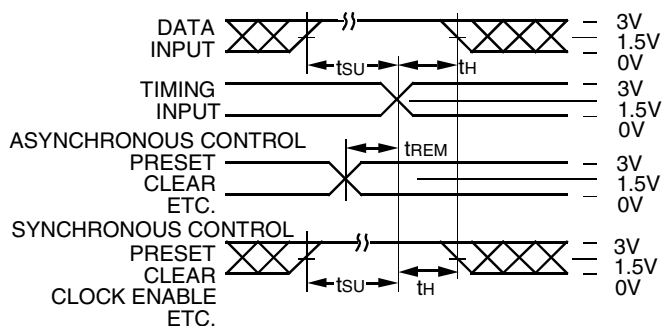 DATA
INPUT
3V
1.5V
0V
tSU
tH
TIMING
INPUT
3V
1.5V
0V
ASYNCHRONOUS CONTROL
PRESET
CLEAR
ETC.
tREM
3V
1.5V
0V
SYNCHRONOUS CONTROL
PRESET
CLEAR
CLOCK ENABLE
ETC.
tSU
tH
3V
1.5V
0V